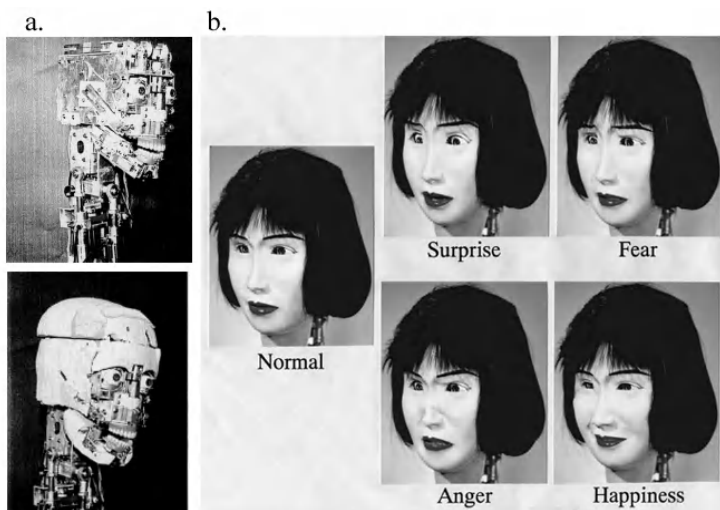 a.
b.
Surprise
Fear
Normal
Anger
Happiness